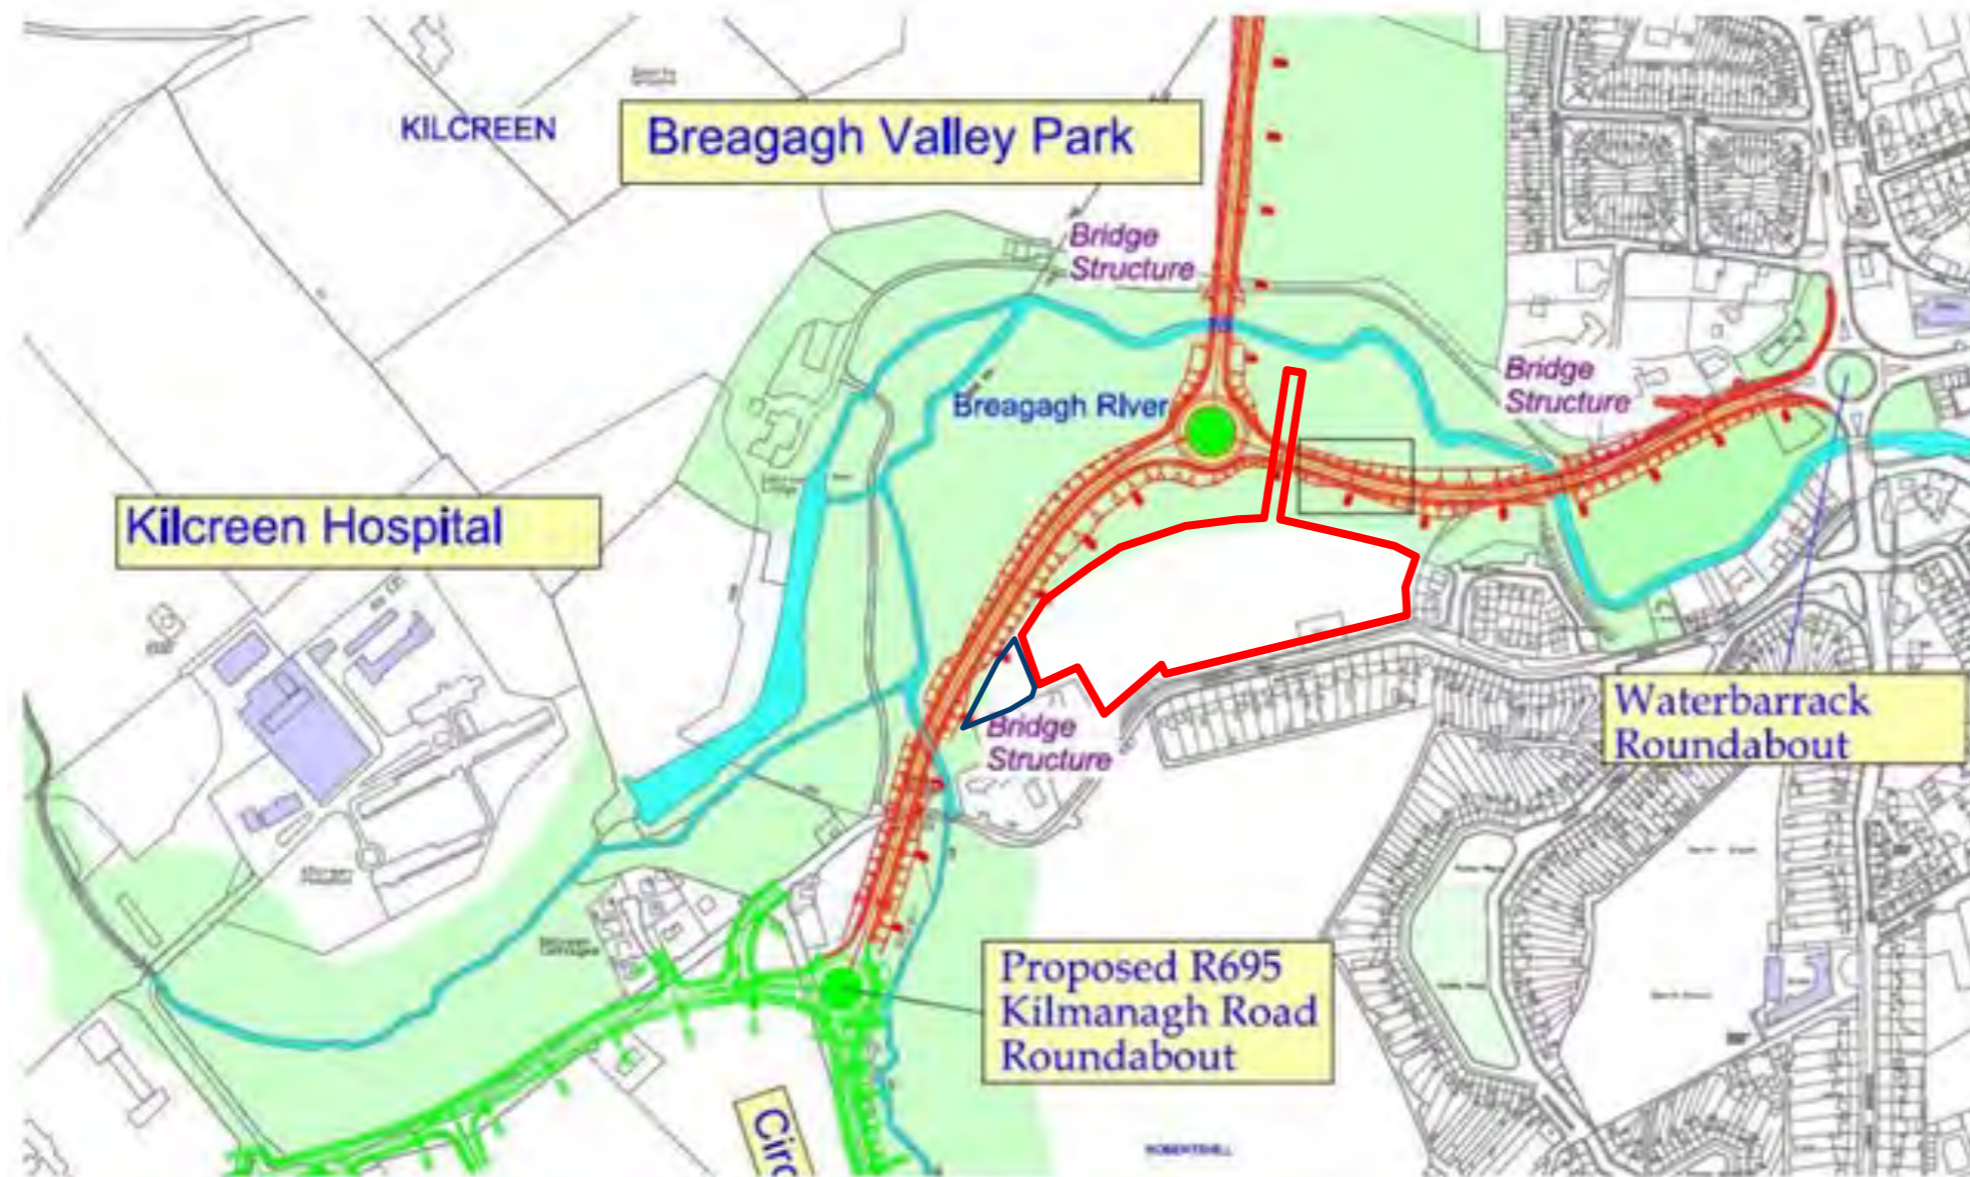 KILCREEN
Breagagh Valley Park
Bridge
Structure
Bridge
Structure
Breagagh River
Kilcreen Hospital
Waterbarrack
Roundabout
Bridge
Structure
Proposed R695
Kilmanagh Road
Roundabout
Circ
ROBERTSHILL